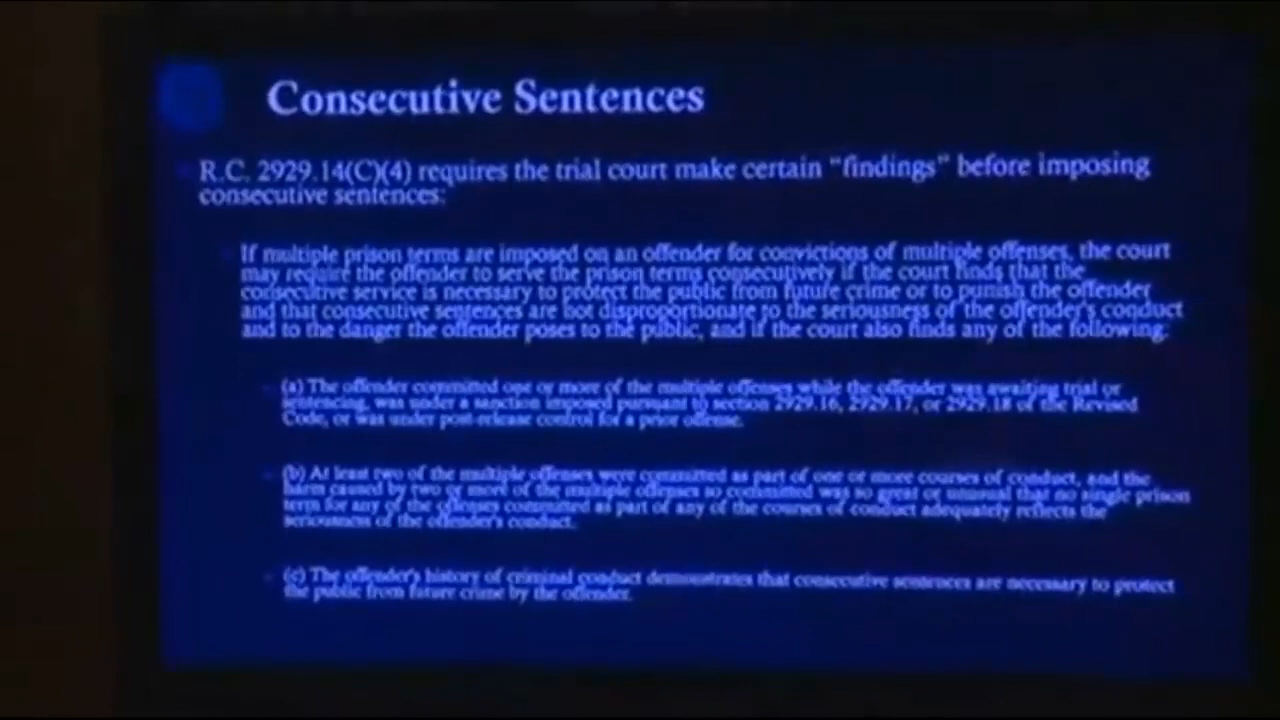 Consecutive Sentences
R.C. 2929.14(C)(4) requires the trial court make certain “findings” before imposing
consecutive sentences:
If multiple prison terms are imposed on an offender for convictions of multiple offenses, the court
may require the offender to serve the prison terms consecutively if the court finds that the
consecutive service is necessary to protect the public from future crime or to punish the offender
and that consecutive sentences are not disproportionate to the seriousness of the offender's conduct
and to the danger the offender poses to the public, and if the court also finds any of the following:
(a) The offender committed one or more of the multiple offenses while the offender was awaiting trial or
sentencing, was under a sanction imposed pursuant to section 2929.16, 2929.17, or 2929.18 of the Revised
Code, or was under post-release control for a prior offense.
(b) At least two of the multiple offenses were committed as part of one or more courses of conduct, and the
harm caused by two or more of the multiple offenses so committed was so great or unusual that no single prison
term for any of the offenses committed as part of any of the courses of conduct adequately reflects the
seriousness of the offender's conduct.
(c) The offender's history of criminal conduct demonstrates that consecutive sentences are necessary to protect
the public from future crime by the offender.